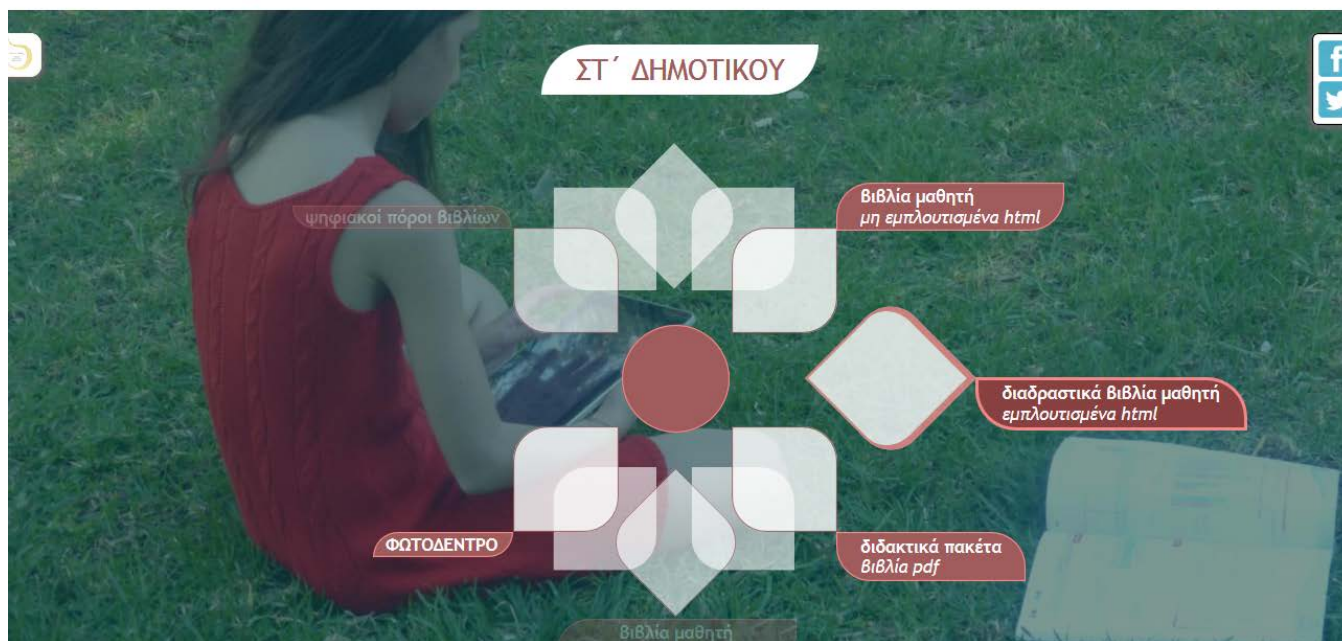 ΣΤ΄ ΔΗΜΟΤΙΚΟΥ
ψηφιακοί πόροι βιβλίων
βιβλία μαθητή
μη εμπλουτισμένα html
διαδραστικά βιβλία μαθητή
εμπλουτισμένα html
ΦΩΤΟΔΕΝΤΡΟ
διδακτικά πακέτα
βιβλία pdf
βιβλία μαθητή